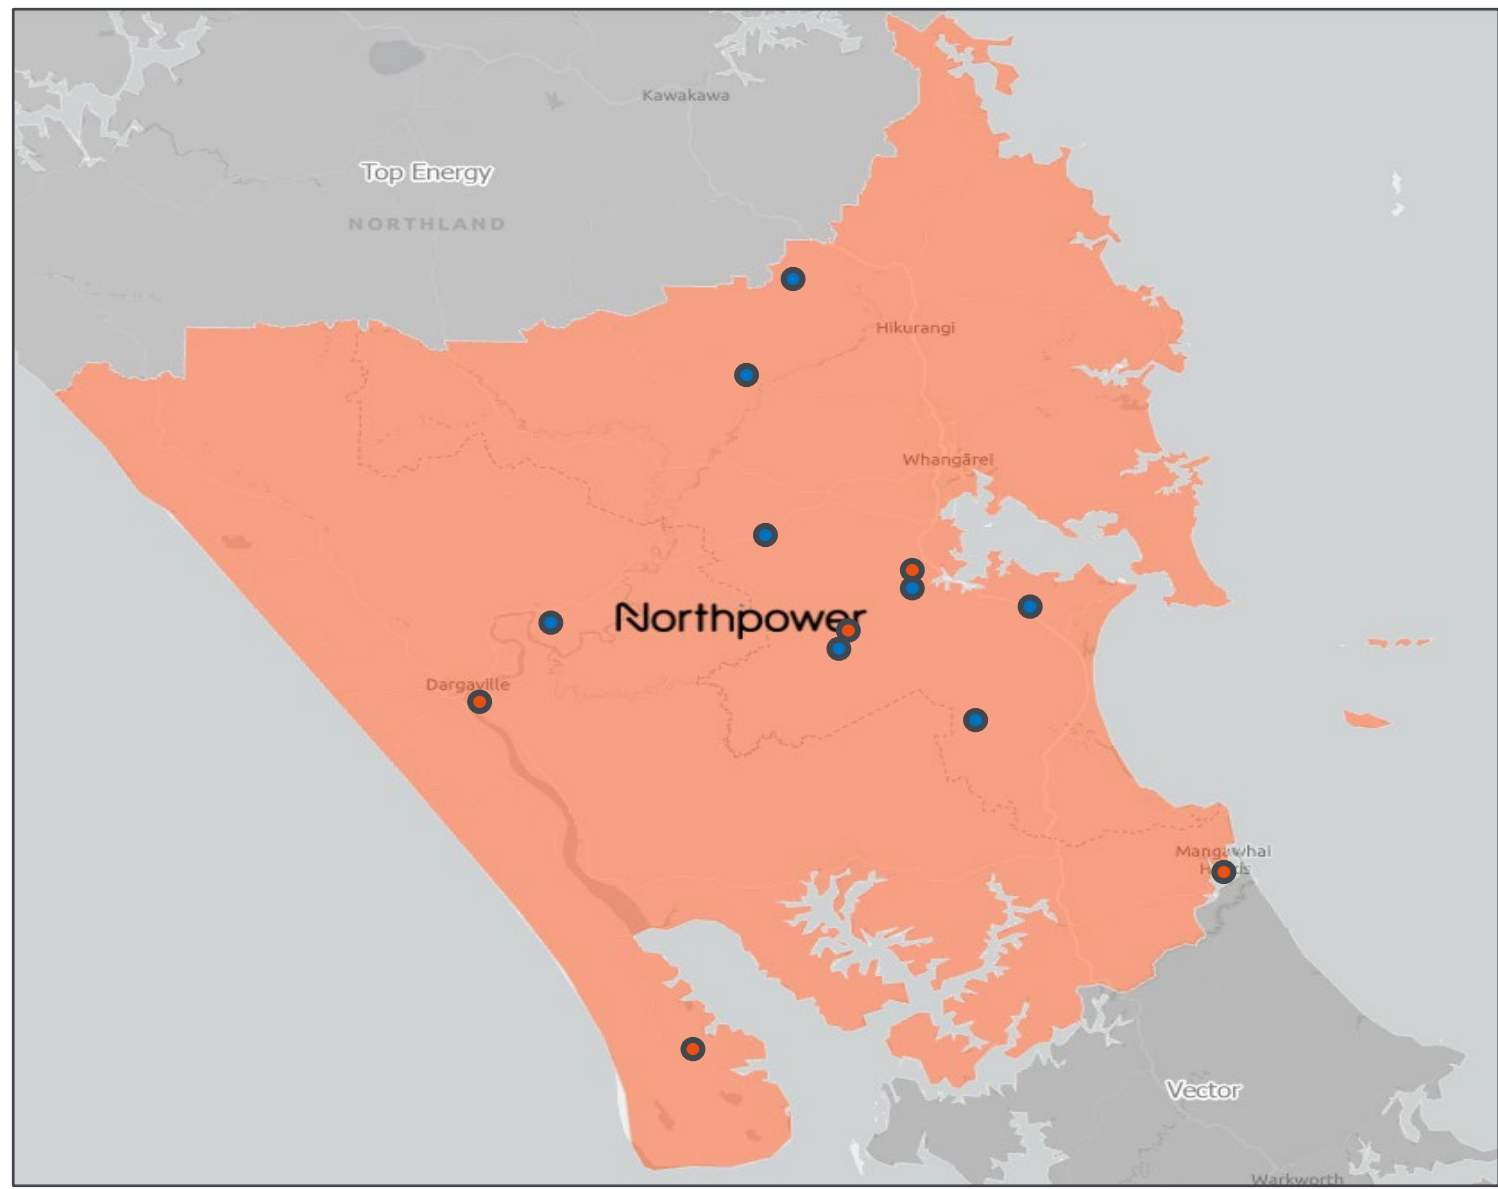 Kawakawa
Top Energy
NORTHLAND
Hikurangi
Whangārei
Northpower
Dargaville
Mangawhai
Vector
Warkworth